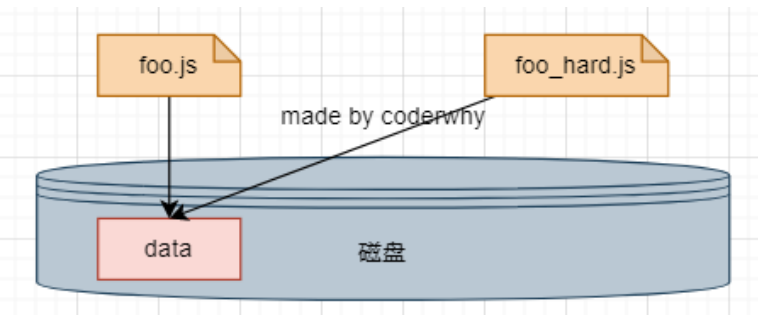 foo.js
foo_hard.js
made by coderwhy
data
磁盘